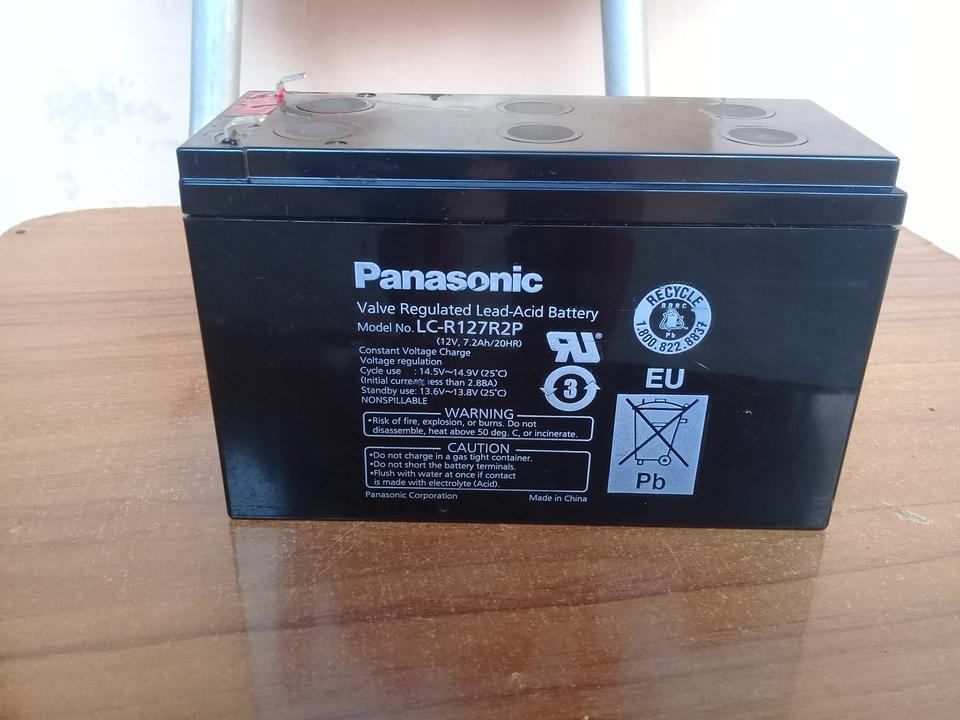 Panasonic
Valve Regulated Lead-Acid Battery
Model No. LC-R127R2P
(12V, 7.2Ah/20HR)
Constant Voltage Charge
Voltage regulation
Cycle use : 14.5V~14.9V (25℃)
(Initial current less than 2.88A)
Standby use: 13.6V~13.8V (25℃)
NONSPILLABLE
WARNING
•Risk of fire, explosion, or burns. Do not
disassemble, heat above 50 deg. C, or incinerate.
CAUTION
•Do not charge in a gas tight container.
•Do not short the battery terminals.
•Flush with water at once if contact
is made with electrolyte (Acid).
Panasonic Corporation
Made in China
RU
®
3
RECYCLE
RBRC
Pb
1.800.822.8837
EU
Pb